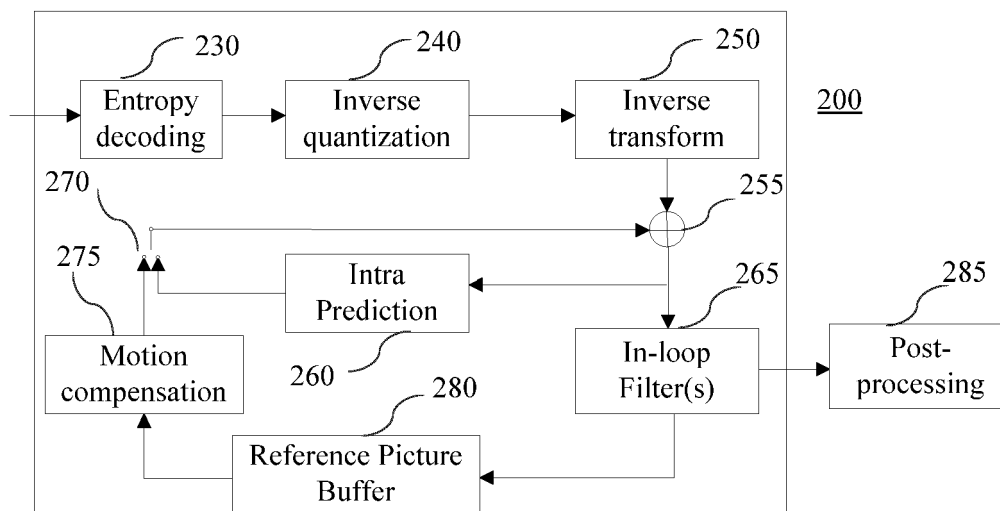 230
240
250
Entropy
decoding
Inverse
quantization
Inverse
transform
200
270
255
275
Intra
Prediction
265
285
Motion
compensation
260
In-loop
Filter(s)
Post-
processing
280
Reference Picture
Buffer